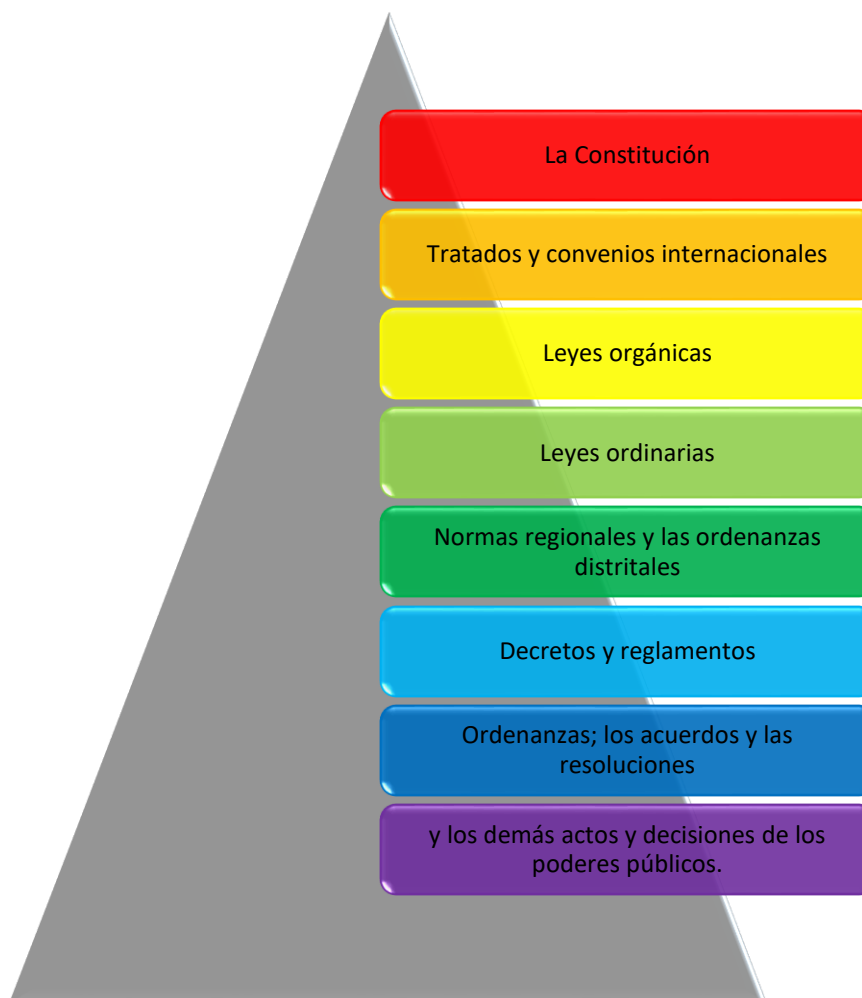 La Constitución
Tratados y convenios internacionales
Leyes orgánicas
Leyes ordinarias
Normas regionales y las ordenanzas
distritales
Decretos y reglamentos
Ordenanzas; los acuerdos y las
resoluciones
y los demás actos y decisiones de los
poderes públicos.